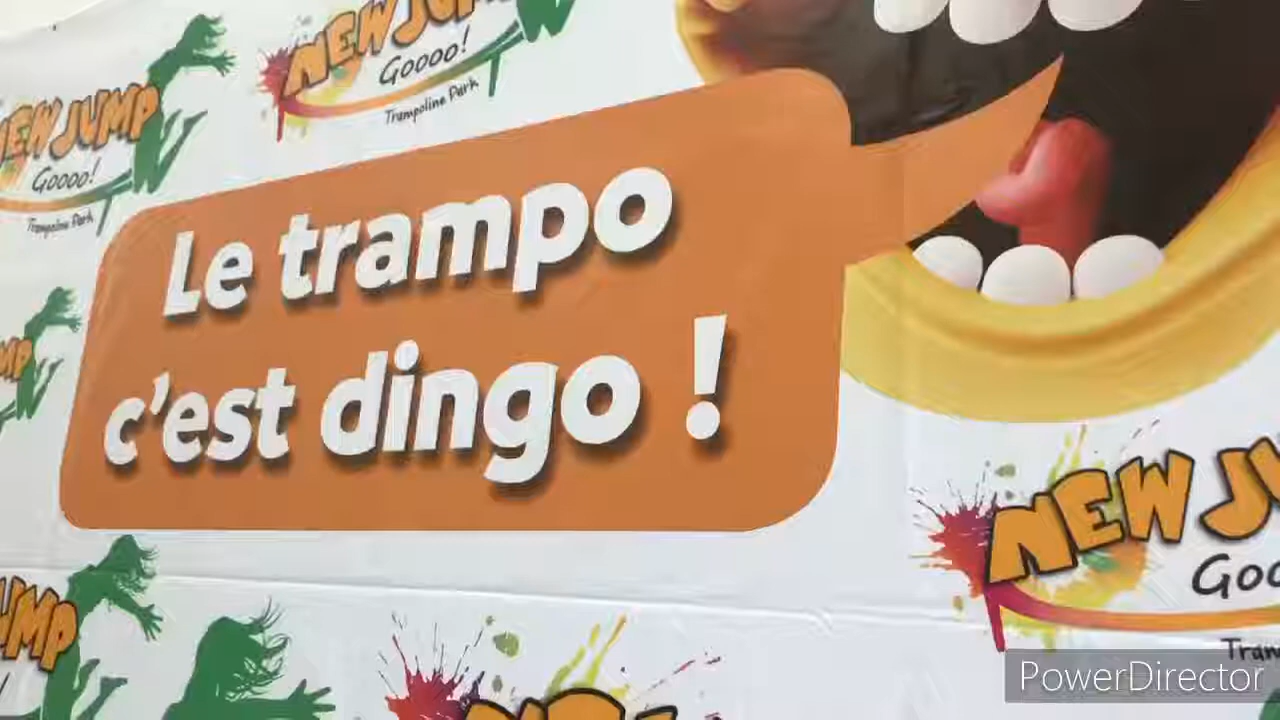 NEW JUMP
Goooo!
Trampoline Park
NEW JUMP
Goooo!
Trampoline Park
Le trampo
c'est dingo !
MP
NEW JU
Goo
Tram
JUMP
PowerDirector